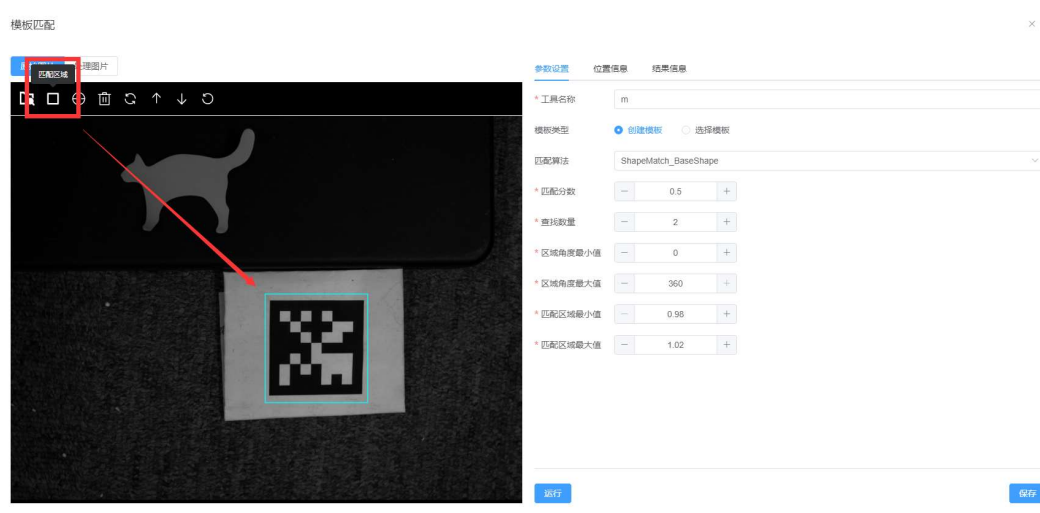 模板匹配
×
理图片
匹配区域
参数设置 位置信息 结果信息
* 工具名称 m
模板类型 创建模板 选择模板
匹配算法 ShapeMatch_BaseShape
* 匹配分数 − 0.5 +
* 查找数量 − 2 +
* 区域角度最小值 − 0 +
* 区域角度最大值 − 360 +
* 匹配区域最小值 − 0.98 +
* 匹配区域最大值 − 1.02 +
运行 保存